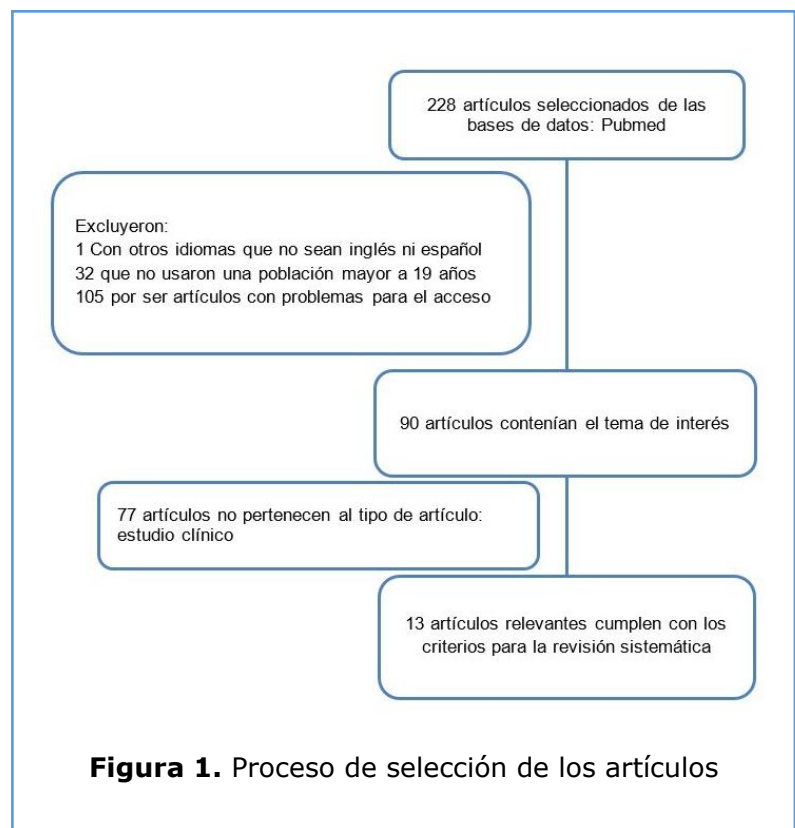 228 artículos seleccionados de las
bases de datos: Pubmed
Excluyeron:
1 Con otros idiomas que no sean inglés ni español
32 que no usaron una población mayor a 19 años
105 por ser artículos con problemas para el acceso
90 artículos contenían el tema de interés
77 artículos no pertenecen al tipo de artículo:
estudio clínico
13 artículos relevantes cumplen con los
criterios para la revisión sistemática
Figura 1. Proceso de selección de los artículos